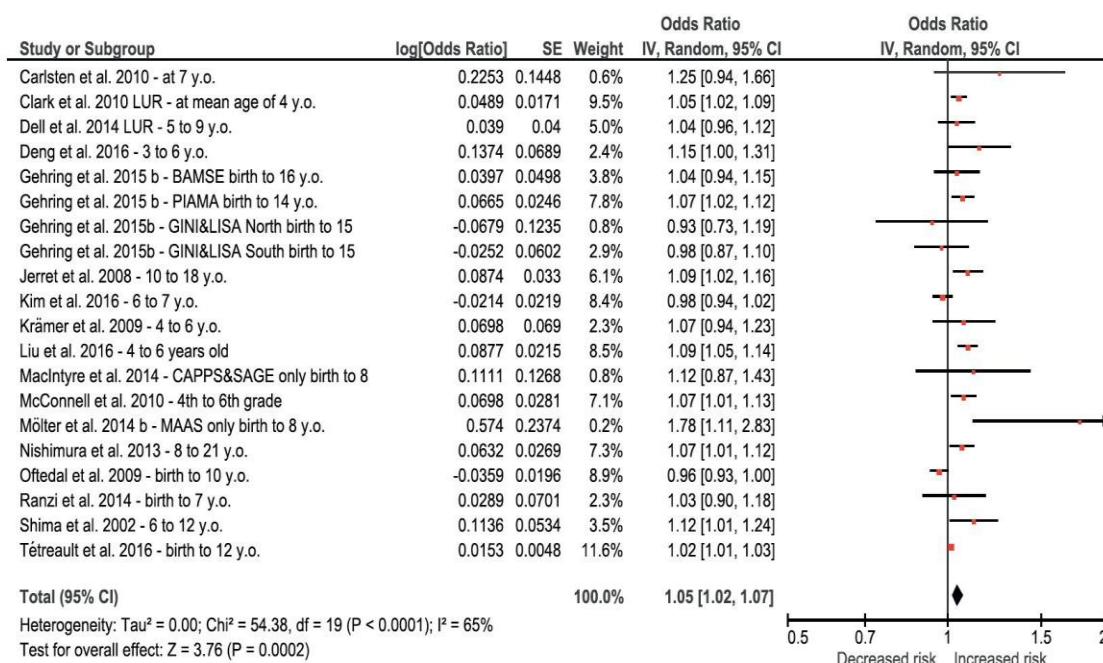 Odds Ratio Odds Ratio
Study or Subgroup log[Odds Ratio] SE Weight IV, Random, 95% CI IV, Random, 95% CI
Carlsten et al. 2010 - at 7 y.o. 0.2253 0.1448 0.6% 1.25 [0.94, 1.66]
Clark et al. 2010 LUR - at mean age of 4 y.o. 0.0489 0.0171 9.5% 1.05 [1.02, 1.09]
Dell et al. 2014 LUR - 5 to 9 y.o. 0.039 0.04 5.0% 1.04 [0.96, 1.12]
Deng et al. 2016 - 3 to 6 y.o. 0.1374 0.0689 2.4% 1.15 [1.00, 1.31]
Gehring et al. 2015 b - BAMSE birth to 16 y.o. 0.0397 0.0498 3.8% 1.04 [0.94, 1.15]
Gehring et al. 2015 b - PIAMA birth to 14 y.o. 0.0665 0.0246 7.8% 1.07 [1.02, 1.12]
Gehring et al. 2015b - GINI&LISA North birth to 15 -0.0679 0.1235 0.8% 0.93 [0.73, 1.19]
Gehring et al. 2015b - GINI&LISA South birth to 15 -0.0252 0.0602 2.9% 0.98 [0.87, 1.10]
Jerret et al. 2008 - 10 to 18 y.o. 0.0874 0.033 6.1% 1.09 [1.02, 1.16]
Kim et al. 2016 - 6 to 7 y.o. -0.0214 0.0219 8.4% 0.98 [0.94, 1.02]
Krämer et al. 2009 - 4 to 6 y.o. 0.0698 0.069 2.3% 1.07 [0.94, 1.23]
Liu et al. 2016 - 4 to 6 years old 0.0877 0.0215 8.5% 1.09 [1.05, 1.14]
MacIntyre et al. 2014 - CAPPS&SAGE only birth to 8 0.1111 0.1268 0.8% 1.12 [0.87, 1.43]
McConnell et al. 2010 - 4th to 6th grade 0.0698 0.0281 7.1% 1.07 [1.01, 1.13]
Mölter et al. 2014 b - MAAS only birth to 8 y.o. 0.574 0.2374 0.2% 1.78 [1.11, 2.83]
Nishimura et al. 2013 - 8 to 21 y.o. 0.0632 0.0269 7.3% 1.07 [1.01, 1.12]
Oftedal et al. 2009 - birth to 10 y.o. -0.0359 0.0196 8.9% 0.96 [0.93, 1.00]
Ranzi et al. 2014 - birth to 7 y.o. 0.0289 0.0701 2.3% 1.03 [0.90, 1.18]
Shima et al. 2002 - 6 to 12 y.o. 0.1136 0.0534 3.5% 1.12 [1.01, 1.24]
Tétreault et al. 2016 - birth to 12 y.o. 0.0153 0.0048 11.6% 1.02 [1.01, 1.03]
Total (95% CI) 100.0% 1.05 [1.02, 1.07]
Heterogeneity: Tau² = 0.00; Chi² = 54.38, df = 19 (P < 0.0001); I² = 65%
Test for overall effect: Z = 3.76 (P = 0.0002)
0.5 0.7 1 1.5 2
Decreased risk Increased risk